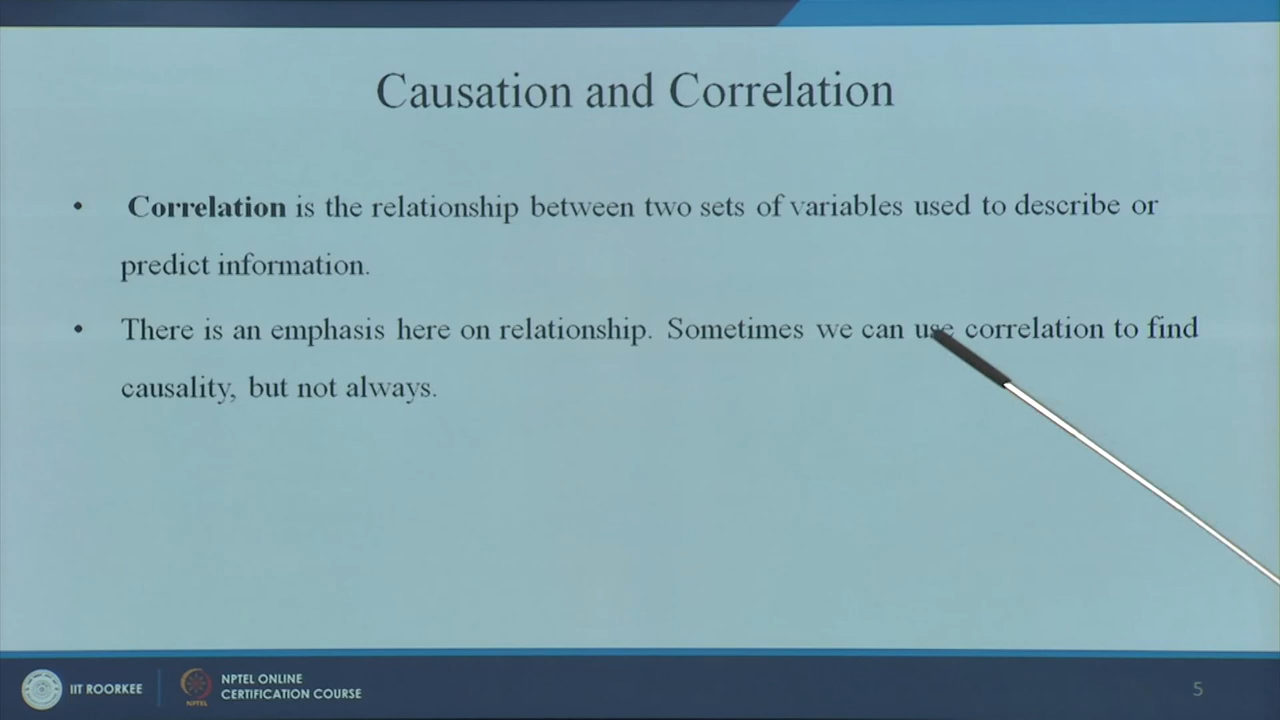 Causation and Correlation
• Correlation is the relationship between two sets of variables used to describe or
predict information.
• There is an emphasis here on relationship. Sometimes we can use correlation to find
causality, but not always.
IIT ROORKEE
NPTEL
NPTEL ONLINE
CERTIFICATION COURSE
5